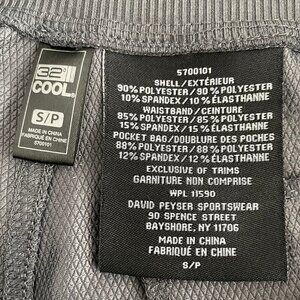 32°
COOL®
S/P
MADE IN CHINA
FABRIQUÉ EN CHINE
5700101
5700101
SHELL/EXTÉRIEUR
90% POLYESTER/90% POLYESTER
10% SPANDEX/10% ÉLASTHANNE
WAISTBAND/CEINTURE
85% POLYESTER/85% POLYESTER
15% SPANDEX/15% ÉLASTHANNE
POCKET BAG/DOUBLURE DES POCHES
88% POLYESTER/88% POLYESTER
12% SPANDEX/12% ÉLASTHANNE
EXCLUSIVE OF TRIMS
GARNITURE NON COMPRISE
WPL 11590
DAVID PEYSER SPORTSWEAR
90 SPENCE STREET
BAYSHORE, NY 11706
MADE IN CHINA
FABRIQUÉ EN CHINE
S/P